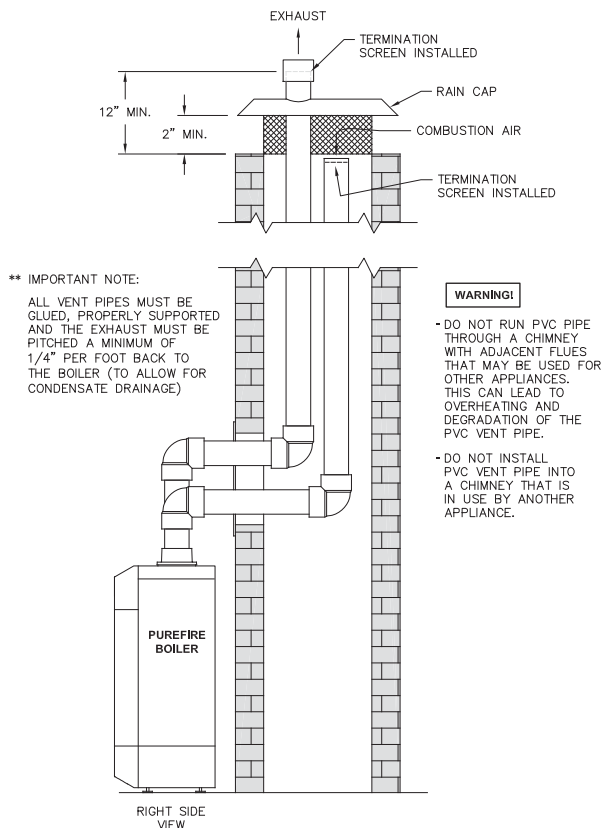 EXHAUST
TERMINATION
SCREEN INSTALLED
RAIN CAP
12” MIN.
2” MIN.
COMBUSTION AIR
TERMINATION
SCREEN INSTALLED
** IMPORTANT NOTE:
ALL VENT PIPES MUST BE
GLUED, PROPERLY SUPPORTED
AND THE EXHAUST MUST BE
PITCHED A MINIMUM OF
1/4” PER FOOT BACK TO
THE BOILER (TO ALLOW FOR
CONDENSATE DRAINAGE)
WARNING!
- DO NOT RUN PVC PIPE
THROUGH A CHIMNEY
WITH ADJACENT FLUES
THAT MAY BE USED FOR
OTHER APPLIANCES.
THIS CAN LEAD TO
OVERHEATING AND
DEGRADATION OF THE
PVC VENT PIPE.
- DO NOT INSTALL
PVC VENT PIPE INTO
A CHIMNEY THAT IS
IN USE BY ANOTHER
APPLIANCE.
PUREFIRE
BOILER
RIGHT SIDE
VIEW